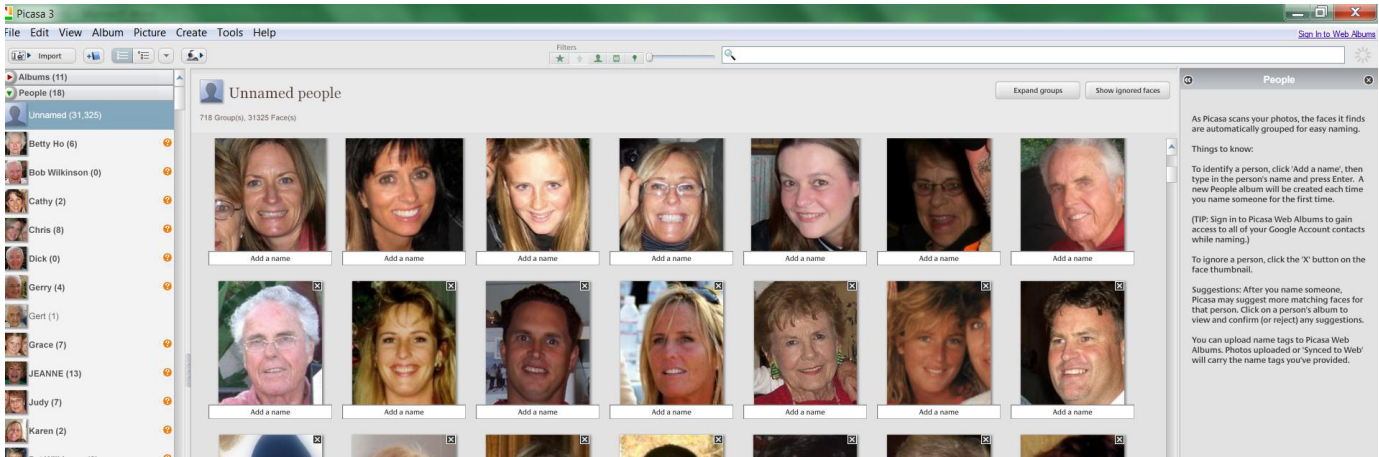 Picasa 3
File Edit View Album Picture Create Tools Help
Sign In to Web Albums
Import
Filters
Albums (11)
People (18)
Unnamed (31,325)
Betty Ho (6)
Bob Wilkinson (0)
Cathy (2)
Chris (8)
Dick (0)
Gerry (4)
Gert (1)
Grace (7)
JEANNE (13)
Judy (7)
Karen (2)
Unnamed people
Expand groups Show ignored faces
718 Group(s), 31325 Face(s)
Add a name Add a name Add a name Add a name Add a name Add a name Add a name
Add a name Add a name Add a name Add a name Add a name Add a name Add a name
People
As Picasa scans your photos, the faces it finds
are automatically grouped for easy naming.
Things to know:
To identify a person, click 'Add a name', then
type in the person's name and press Enter. A
new People album will be created each time
you name someone for the first time.
(TIP: Sign in to Picasa Web Albums to gain
access to all of your Google Account contacts
while naming.)
To ignore a person, click the 'X' button on the
face thumbnail.
Suggestions: After you name someone,
Picasa may suggest more matching faces for
that person. Click on a person's album to
view and confirm (or reject) any suggestions.
You can upload name tags to Picasa Web
Albums. Photos uploaded or 'Synced to Web'
will carry the name tags you've provided.